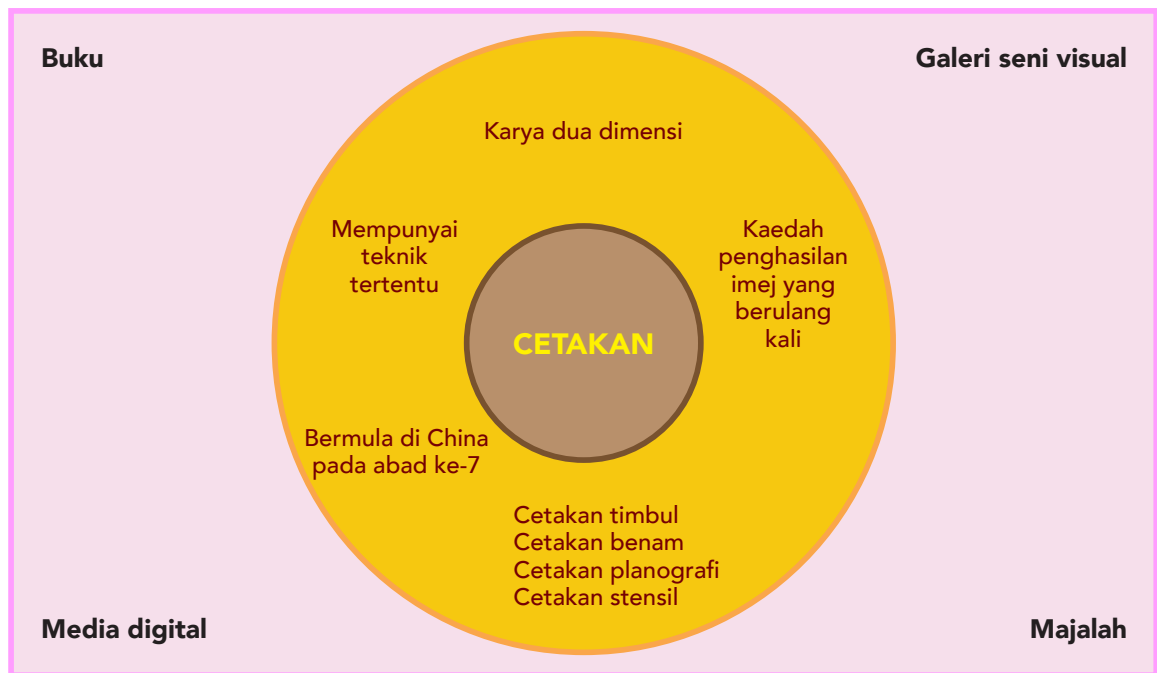 Buku
Galeri seni visual
Karya dua dimensi
Mempunyai
teknik
tertentu
Kaedah
penghasilan
imej yang
berulang
kali
CETAKAN
Bermula di China
pada abad ke-7
Cetakan timbul
Cetakan benam
Cetakan planografi
Cetakan stensil
Media digital
Majalah